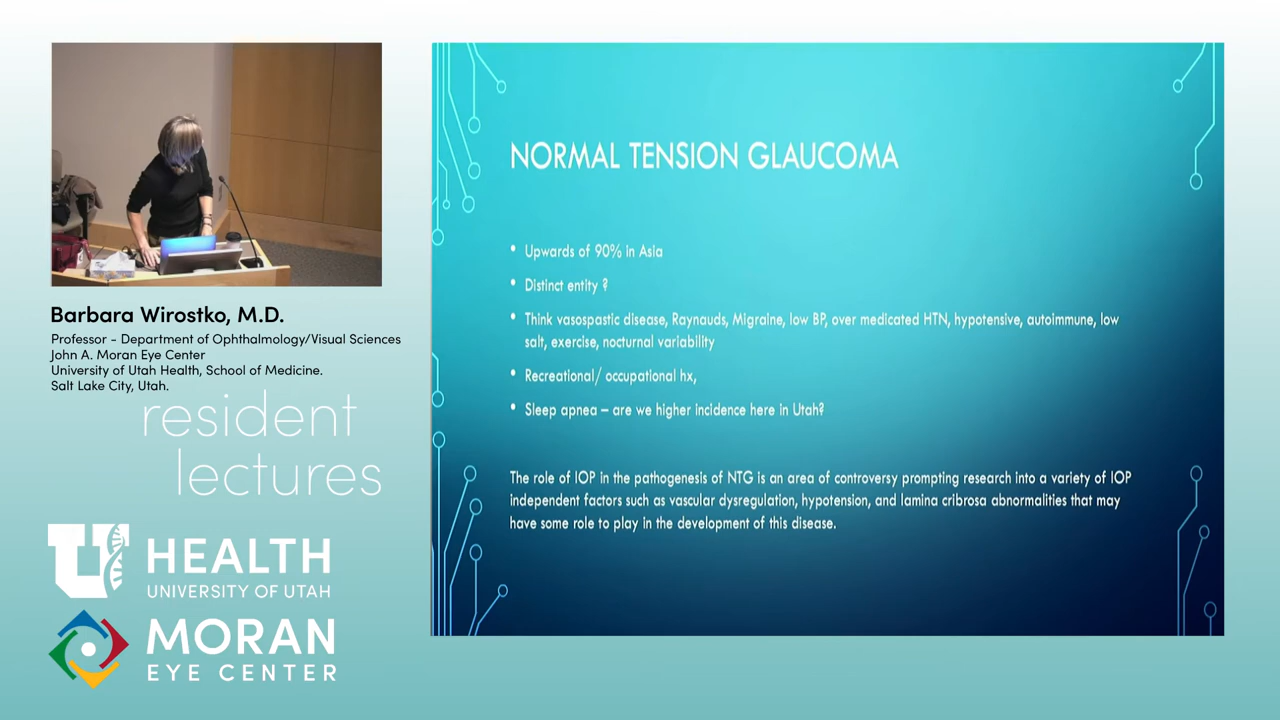 Barbara Wirostko, M.D.
Professor - Department of Ophthalmology/Visual Sciences
John A. Moran Eye Center
University of Utah Health, School of Medicine.
Salt Lake City, Utah.
resident
lectures
U HEALTH
UNIVERSITY OF UTAH
MORAN
EYE CENTER
NORMAL TENSION GLAUCOMA
• Upwards of 90% in Asia
• Distinct entity ?
• Think vasospastic disease, Raynauds, Migraine, low BP, over medicated HTN, hypotensive, autoimmune, low
salt, exercise, nocturnal variability
• Recreational/ occupational hx,
• Sleep apnea – are we higher incidence here in Utah?
The role of IOP in the pathogenesis of NTG is an area of controversy prompting research into a variety of IOP
independent factors such as vascular dysregulation, hypotension, and lamina cribrosa abnormalities that may
have some role to play in the development of this disease.